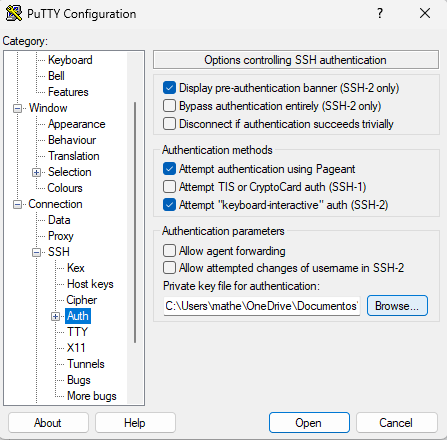 PuTTY Configuration
?
Category:
Keyboard
Bell
Features
Window
Appearance
Behaviour
Translation
Selection
Colours
Connection
Data
Proxy
SSH
Kex
Host keys
Cipher
Auth
TTY
X11
Tunnels
Bugs
More bugs
Options controlling SSH authentication
Display pre-authentication banner (SSH-2 only)
Bypass authentication entirely (SSH-2 only)
Disconnect if authentication succeeds trivially
Authentication methods
Attempt authentication using Pageant
Attempt TIS or CryptoCard auth (SSH-1)
Attempt "keyboard-interactive" auth (SSH-2)
Authentication parameters
Allow agent forwarding
Allow attempted changes of username in SSH-2
Private key file for authentication:
C:\Users\mathe\OneDrive\Documentos\ Browse...
About Help Open Cancel